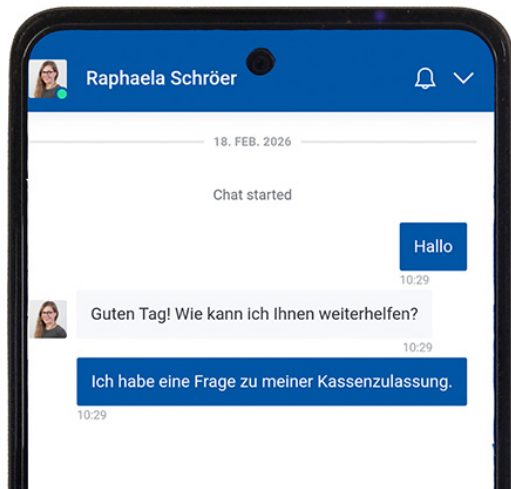 Raphaela Schröer
18. FEB. 2026
Chat started
Hallo
10:29
Guten Tag! Wie kann ich Ihnen weiterhelfen?
10:29
Ich habe eine Frage zu meiner Kassenzulassung.
10:29